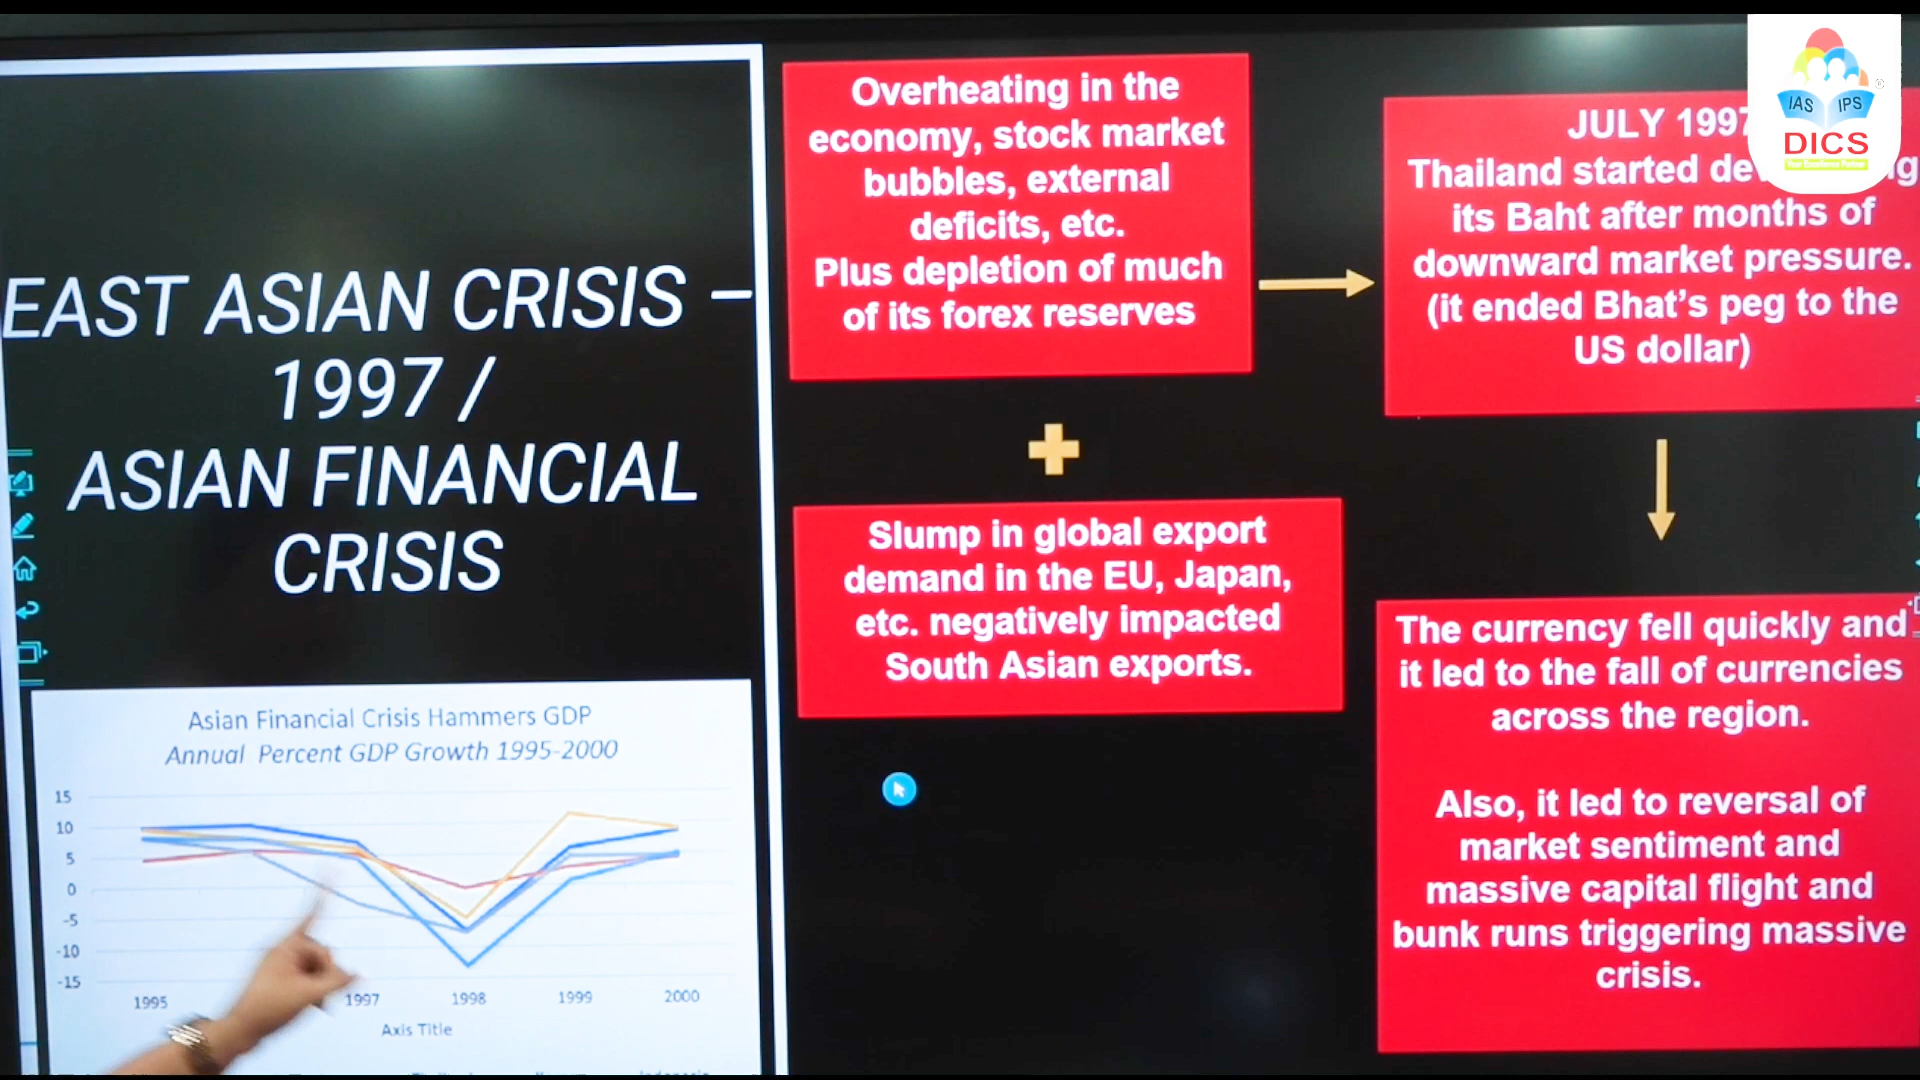 EAST ASIAN CRISIS –
1997 /
ASIAN FINANCIAL
CRISIS
Asian Financial Crisis Hammers GDP
Annual Percent GDP Growth 1995-2000
15
10
5
0
-5
-10
-15
1995
1997
1998
1999
2000
Axis Title
Overheating in the
economy, stock market
bubbles, external
deficits, etc.
Plus depletion of much
of its forex reserves
Slump in global export
demand in the EU, Japan,
etc. negatively impacted
South Asian exports.
JULY 1997
Thailand started
its Baht after months of
downward market pressure.
(it ended Bhat's peg to the
US dollar)
The currency fell quickly and
it led to the fall of currencies
across the region.
Also, it led to reversal of
market sentiment and
massive capital flight and
bunk runs triggering massive
crisis.
IAS IPS
DICS